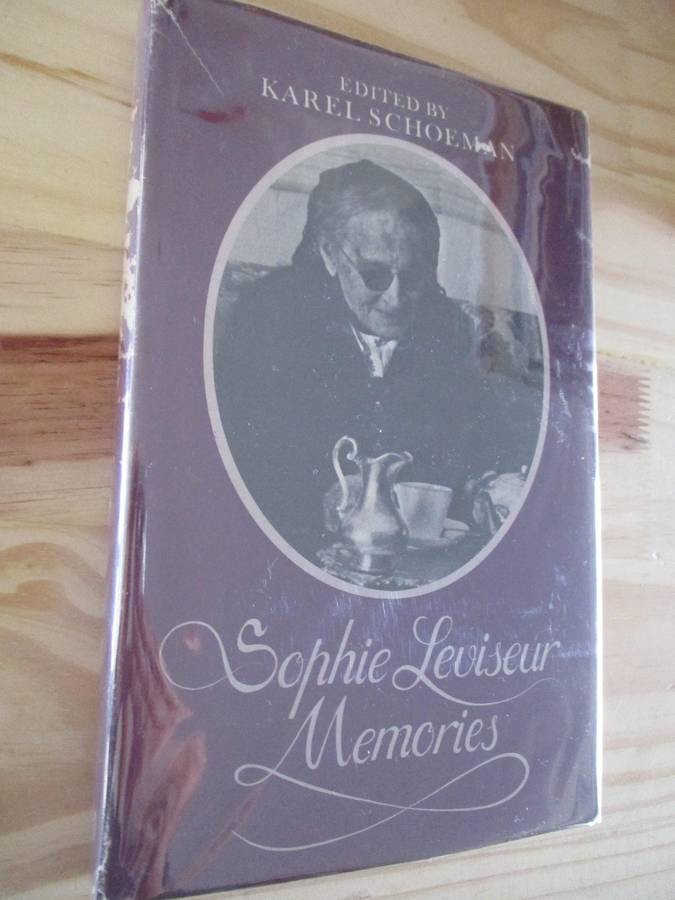 EDITED BY
KAREL SCHOEMAN
Sophie Leviseur
Memories